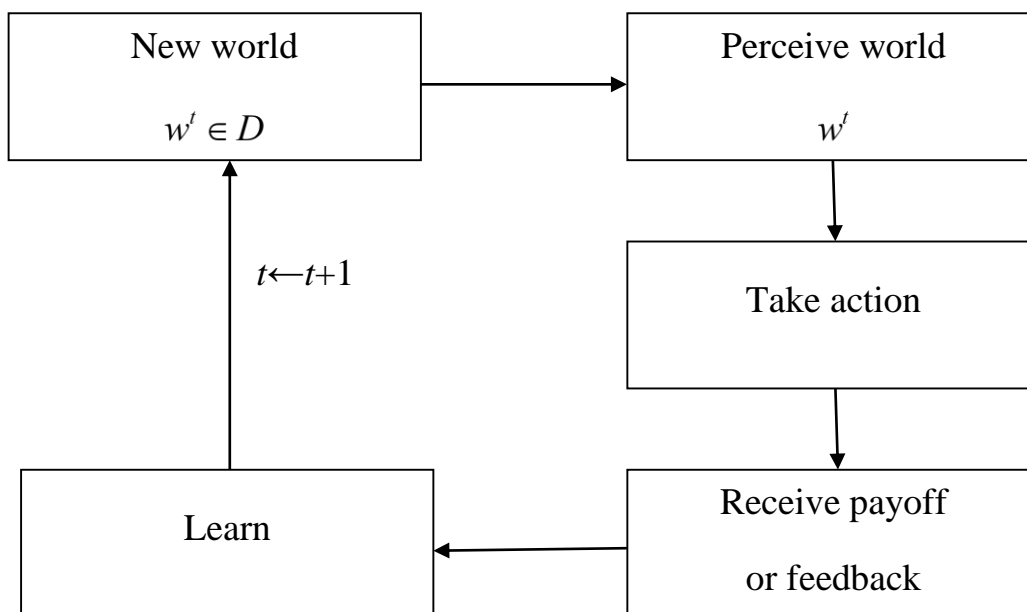 New world
w^t ∈ D
Perceive world
w^t
Take action
Receive payoff
or feedback
Learn
t←t+1